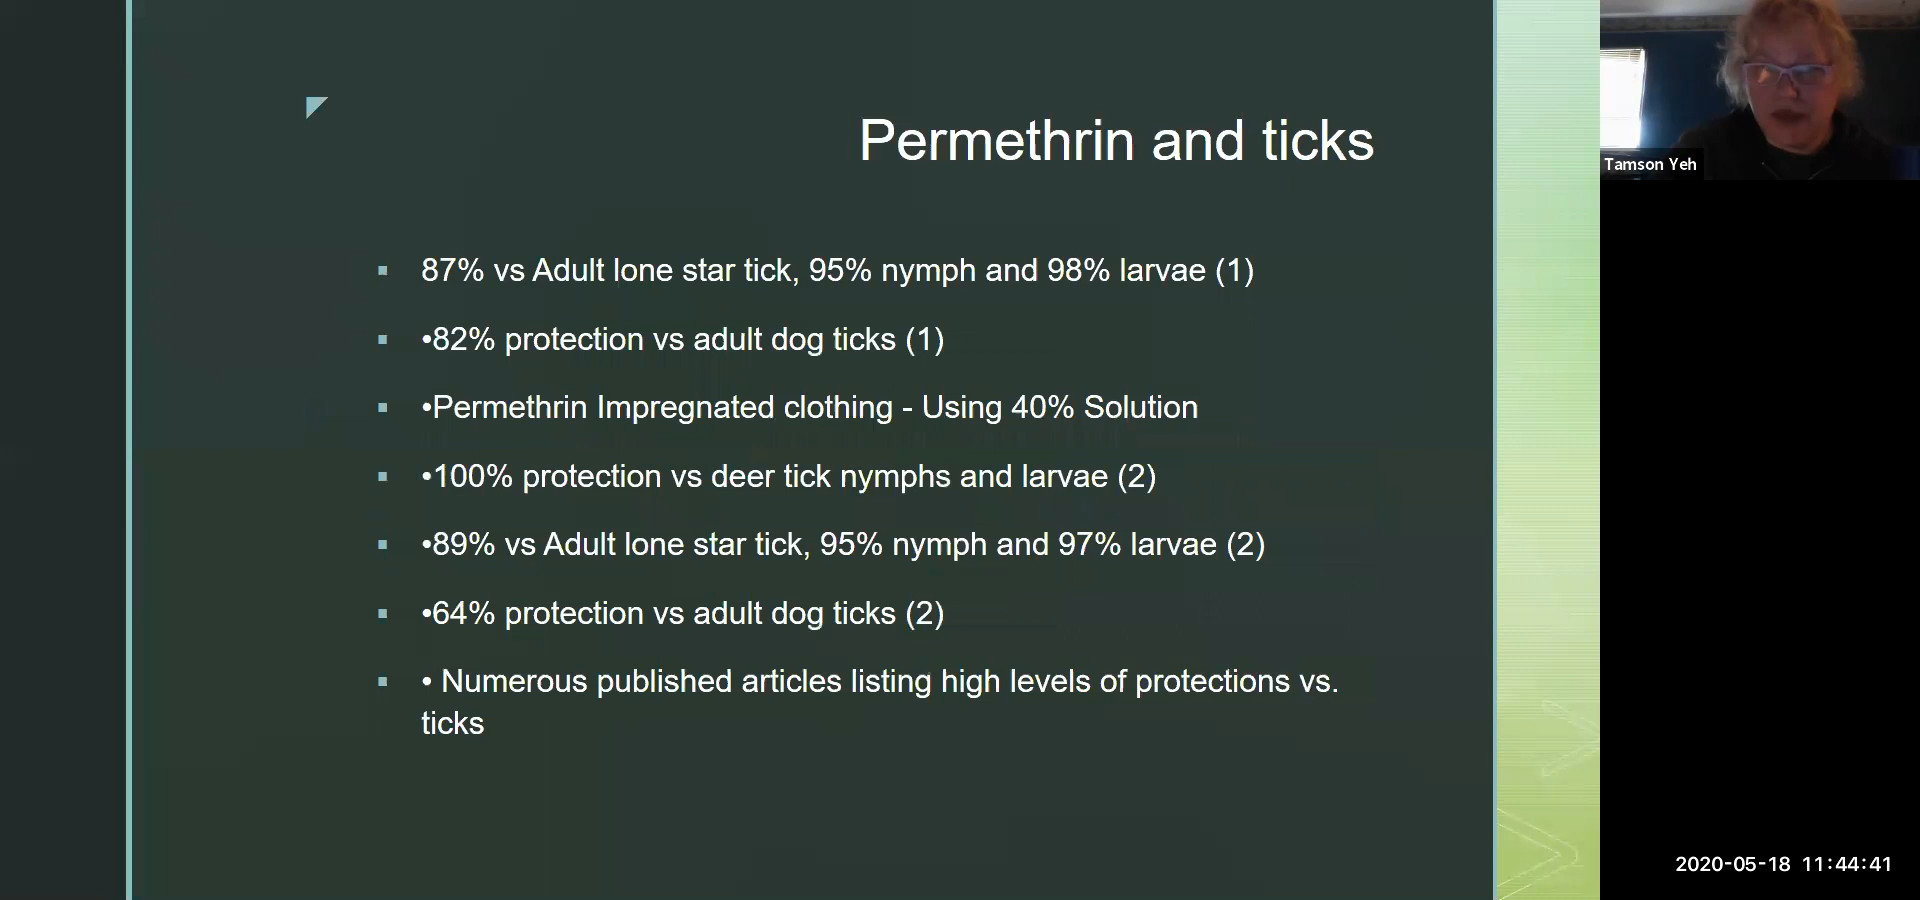 Permethrin and ticks
▪ 87% vs Adult lone star tick, 95% nymph and 98% larvae (1)
▪ •82% protection vs adult dog ticks (1)
▪ •Permethrin Impregnated clothing - Using 40% Solution
▪ •100% protection vs deer tick nymphs and larvae (2)
▪ •89% vs Adult lone star tick, 95% nymph and 97% larvae (2)
▪ •64% protection vs adult dog ticks (2)
▪ • Numerous published articles listing high levels of protections vs.
ticks
Tamson Yeh
2020-05-18 11:44:41